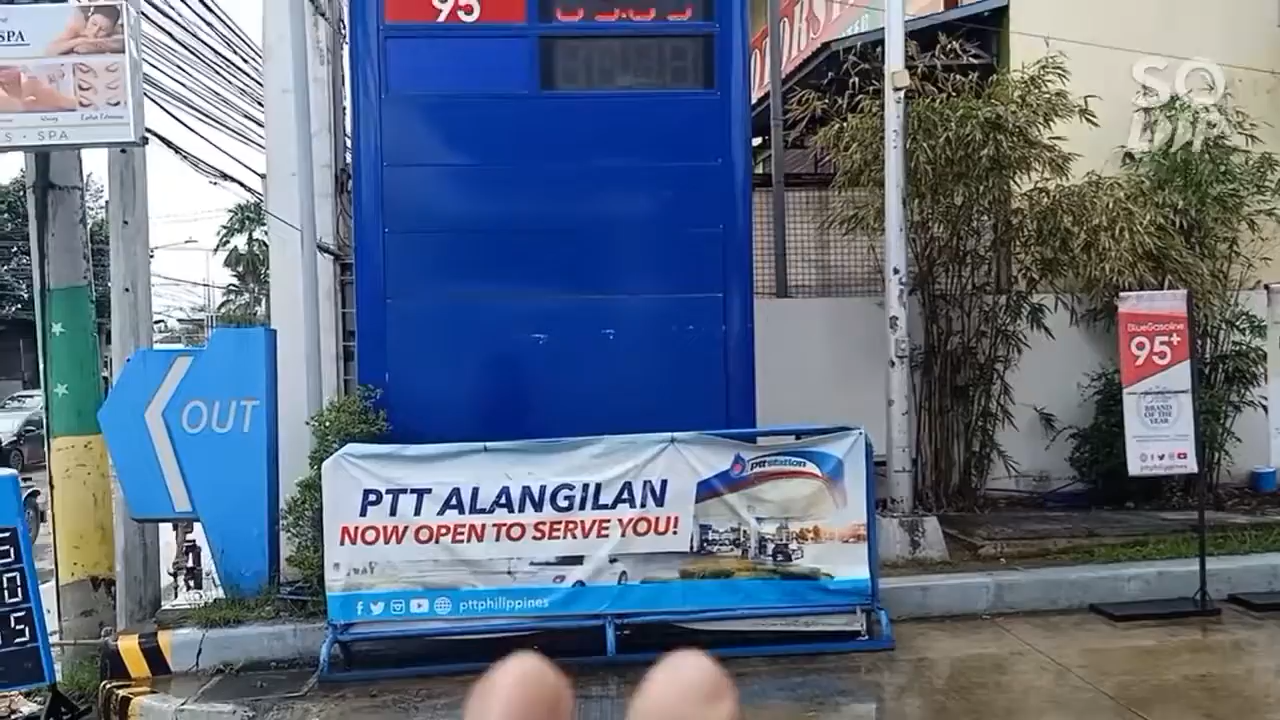 SPA
S • SPA
95
OUT
PTT ALANGILAN
NOW OPEN TO SERVE YOU!
pttstation
pttphilippines
BlueGasoline
95+
BRAND
OF THE
YEAR
pttphilippines
SO